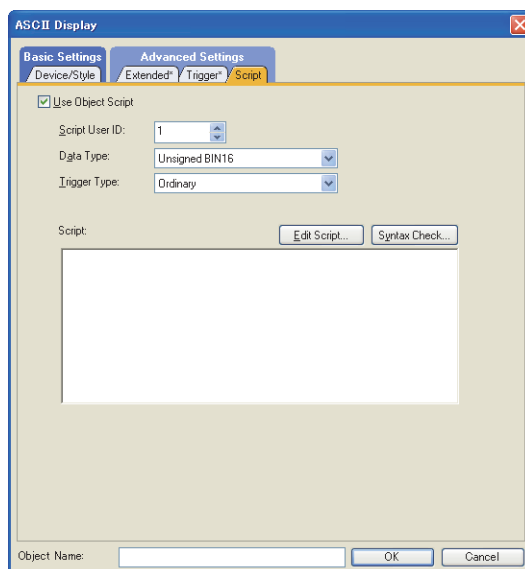 ASCII Display
Basic Settings
Advanced Settings
Device/Style
Extended*
Trigger*
Script
Use Object Script
Script User ID:
1
Data Type:
Unsigned BIN16
Trigger Type:
Ordinary
Script:
Edit Script...
Syntax Check...
Object Name:
OK
Cancel